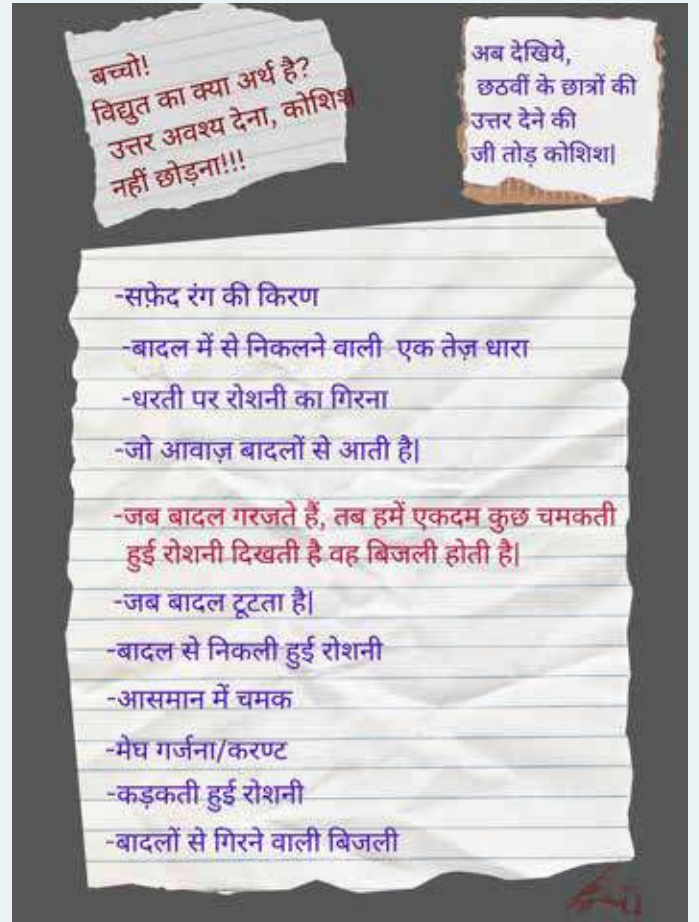 बच्चो!
विद्युत का क्या अर्थ है?
उत्तर अवश्य देना, कोशिश
नहीं छोड़ना!!!
अब देखिये,
छठवीं के छात्रों की
उत्तर देने की
जी तोड़ कोशिश|
-सफ़ेद रंग की किरण
-बादल में से निकलने वाली एक तेज़ धारा
-धरती पर रोशनी का गिरना
-जो आवाज़ बादलों से आती है|
-जब बादल गरजते हैं, तब हमें एकदम कुछ चमकती
हुई रोशनी दिखती है वह बिजली होती है|
-जब बादल टूटता है|
-बादल से निकली हुई रोशनी
-आसमान में चमक
-मेघ गर्जना/करण्ट
-कड़कती हुई रोशनी
-बादलों से गिरने वाली बिजली